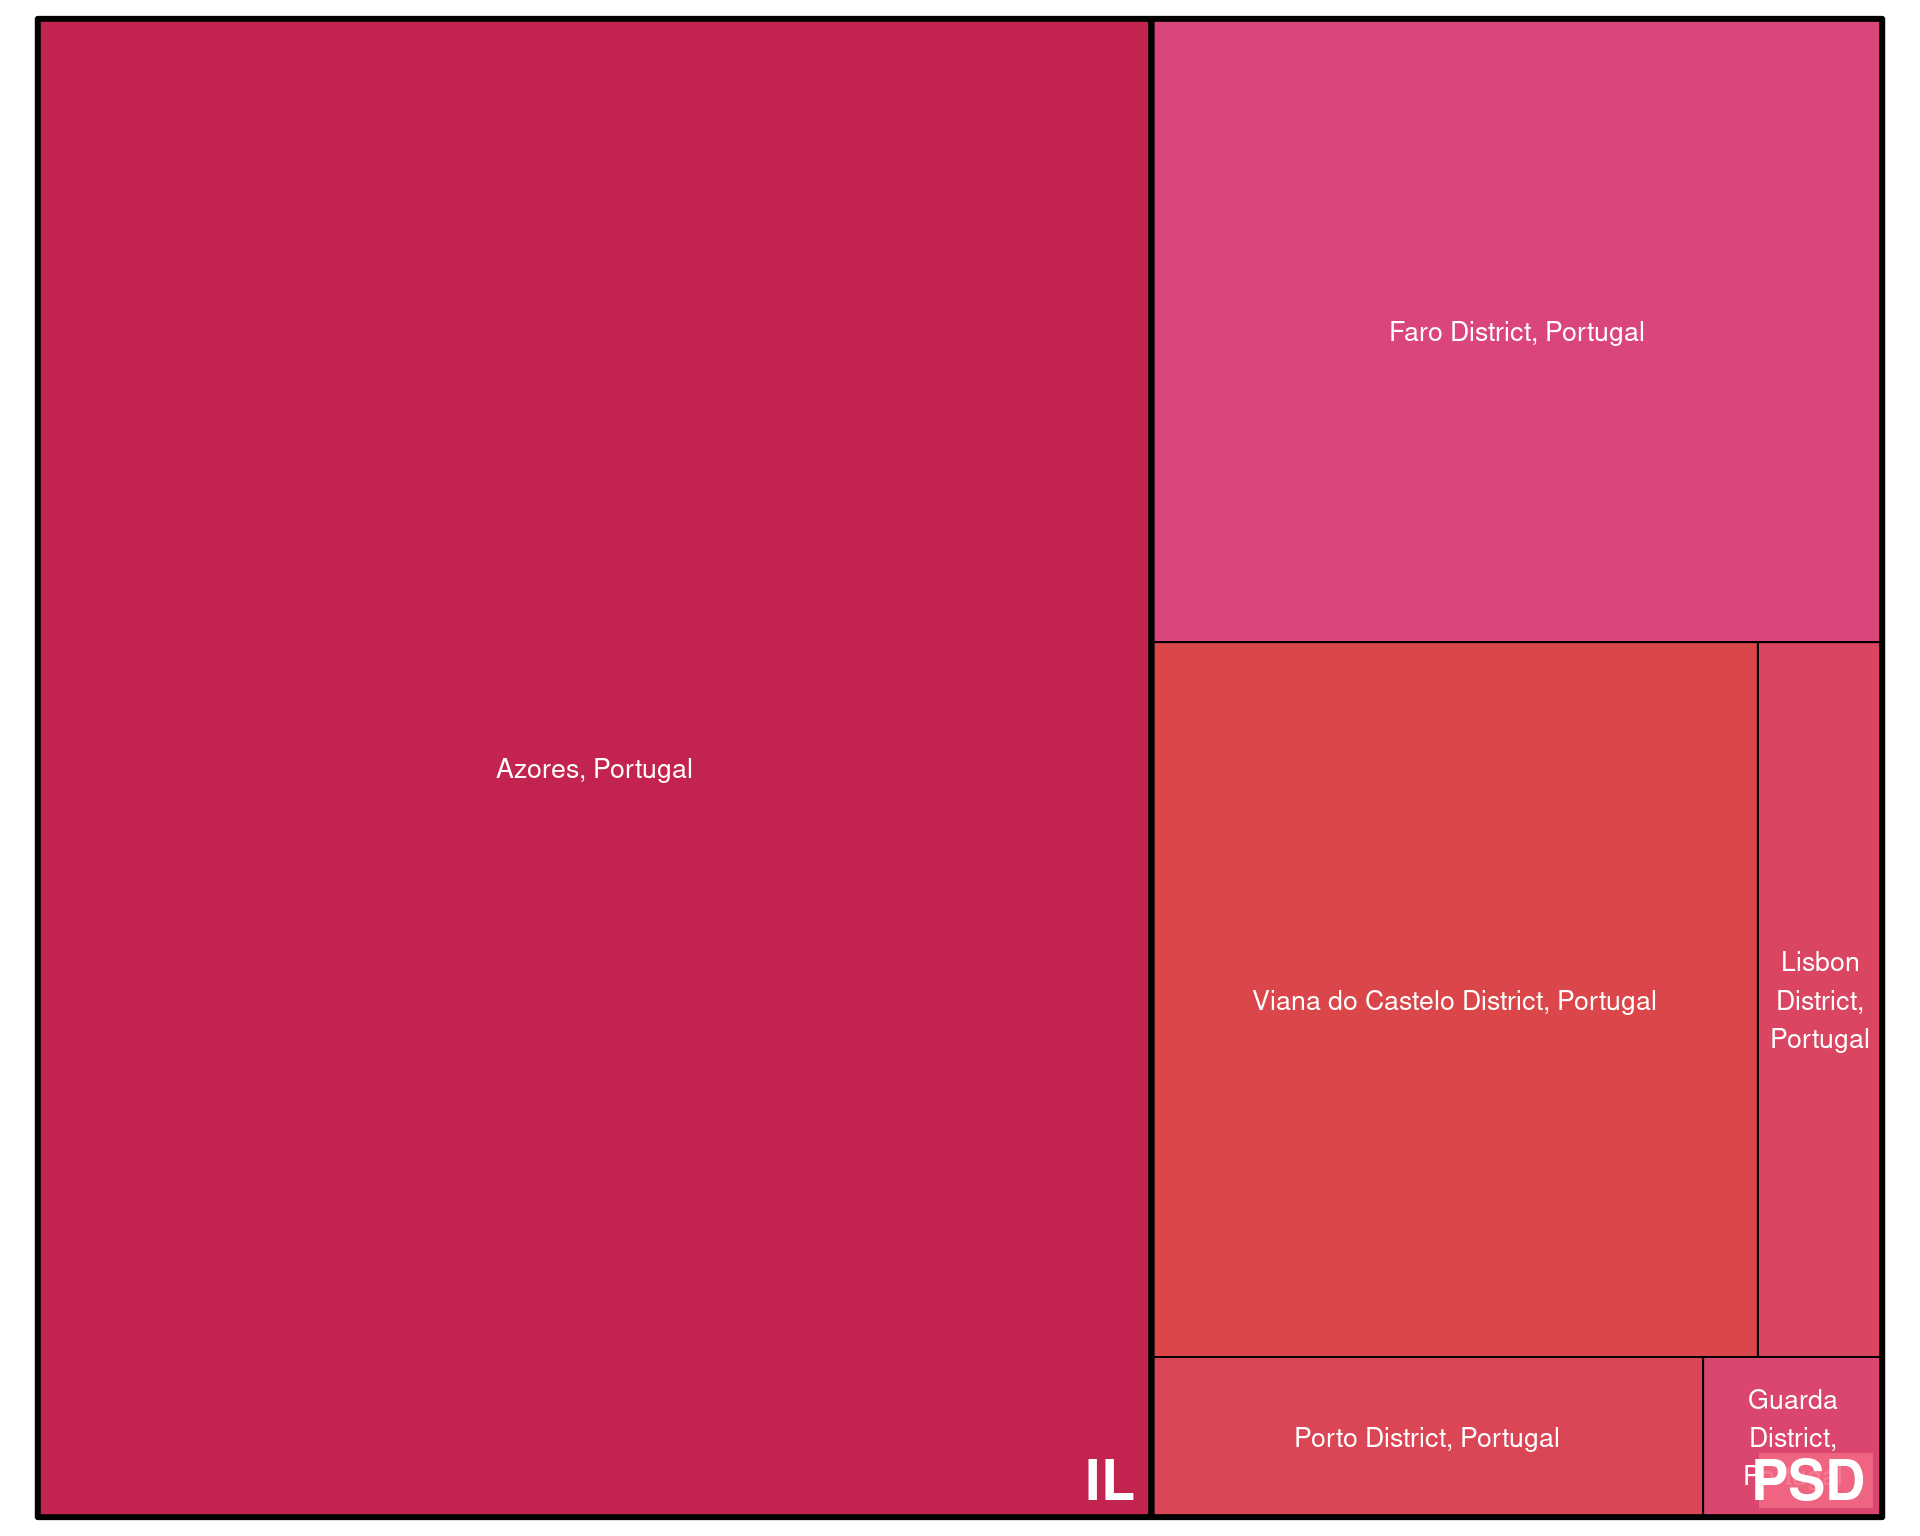 Faro District, Portugal
Azores, Portugal
Lisbon
District,
Portugal
Viana do Castelo District, Portugal
Guarda
District,
Porto District, Portugal
IL
PSD